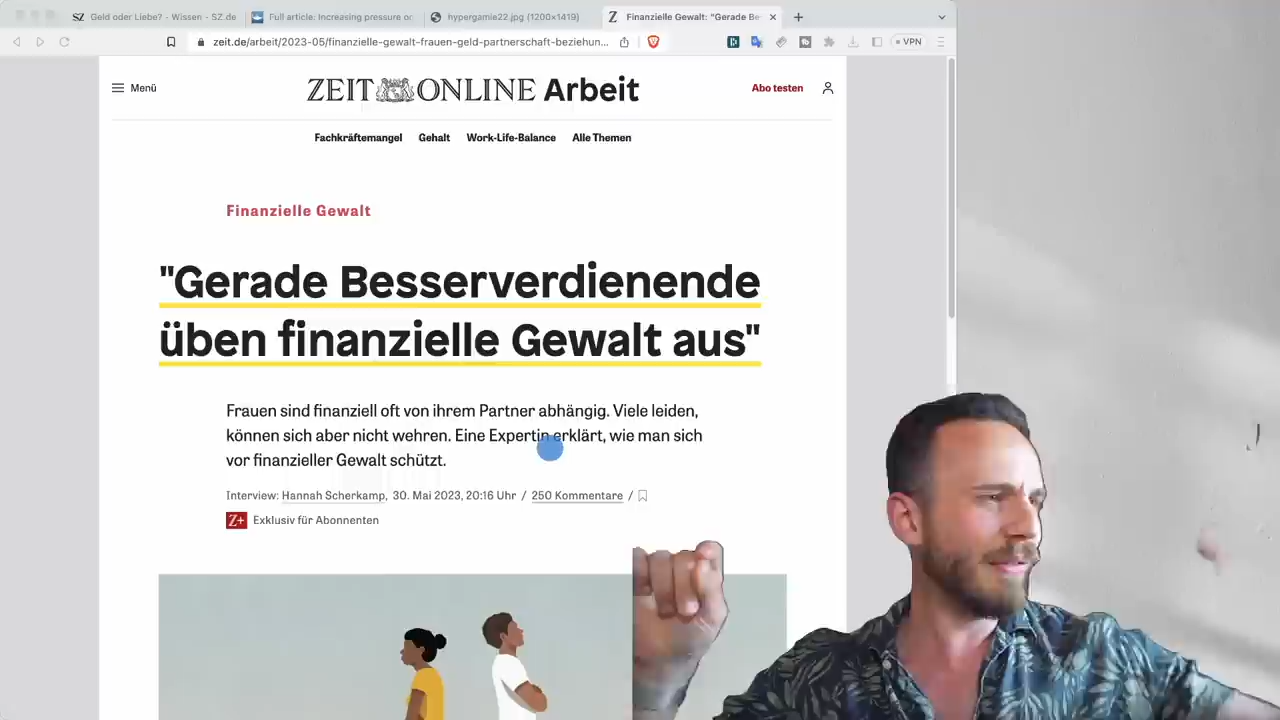 Geld oder Liebe? - Wissen - SZ.de
Full article: Increasing pressure or
hypergamie22.jpg (1200×1419)
Finanzielle Gewalt: "Gerade Be
zeit.de/arbeit/2023-05/finanzielle-gewalt-frauen-geld-partnerschaft-beziehun...
VPN
Menü
ZEIT ONLINE Arbeit
Abo testen
Fachkräftemangel Gehalt Work-Life-Balance Alle Themen
Finanzielle Gewalt
"Gerade Besserverdienende
üben finanzielle Gewalt aus"
Frauen sind finanziell oft von ihrem Partner abhängig. Viele leiden,
können sich aber nicht wehren. Eine Expertin erklärt, wie man sich
vor finanzieller Gewalt schützt.
Interview: Hannah Scherkamp, 30. Mai 2023, 20:16 Uhr / 250 Kommentare /
Z+ Exklusiv für Abonnenten